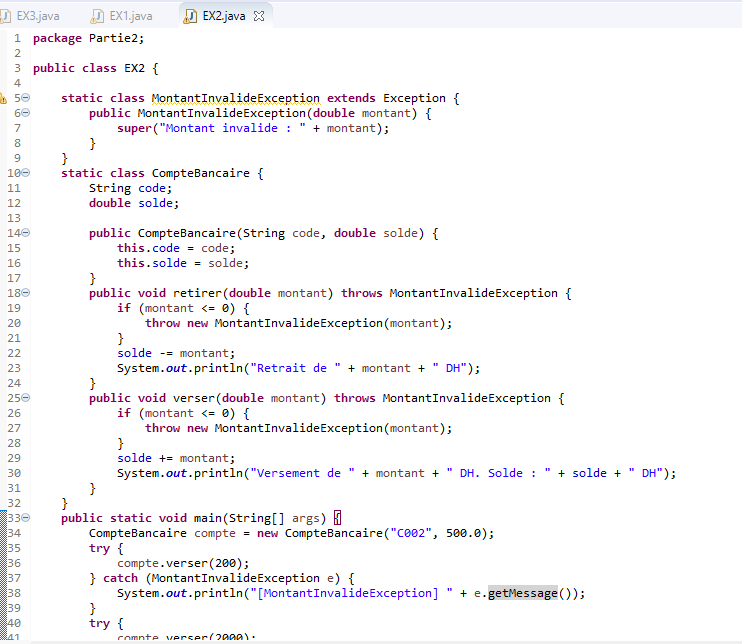 EX3.java EX1.java EX2.java
1 package Partie2;
2
3 public class EX2 {
4
5 static class MontantInvalideException extends Exception {
6 public MontantInvalideException(double montant) {
7 super("Montant invalide : " + montant);
8 }
9 }
10 static class CompteBancaire {
11 String code;
12 double solde;
13
14 public CompteBancaire(String code, double solde) {
15 this.code = code;
16 this.solde = solde;
17 }
18 public void retirer(double montant) throws MontantInvalideException {
19 if (montant <= 0) {
20 throw new MontantInvalideException(montant);
21 }
22 solde -= montant;
23 System.out.println("Retrait de " + montant + " DH");
24 }
25 public void verser(double montant) throws MontantInvalideException {
26 if (montant <= 0) {
27 throw new MontantInvalideException(montant);
28 }
29 solde += montant;
30 System.out.println("Versement de " + montant + " DH. Solde : " + solde + " DH");
31 }
32 }
33 public static void main(String[] args) {
34 CompteBancaire compte = new CompteBancaire("C002", 500.0);
35 try {
36 compte.verser(200);
37 } catch (MontantInvalideException e) {
38 System.out.println("[MontantInvalideException] " + e.getMessage());
39 }
40 try {
41 compte.verser(2000);